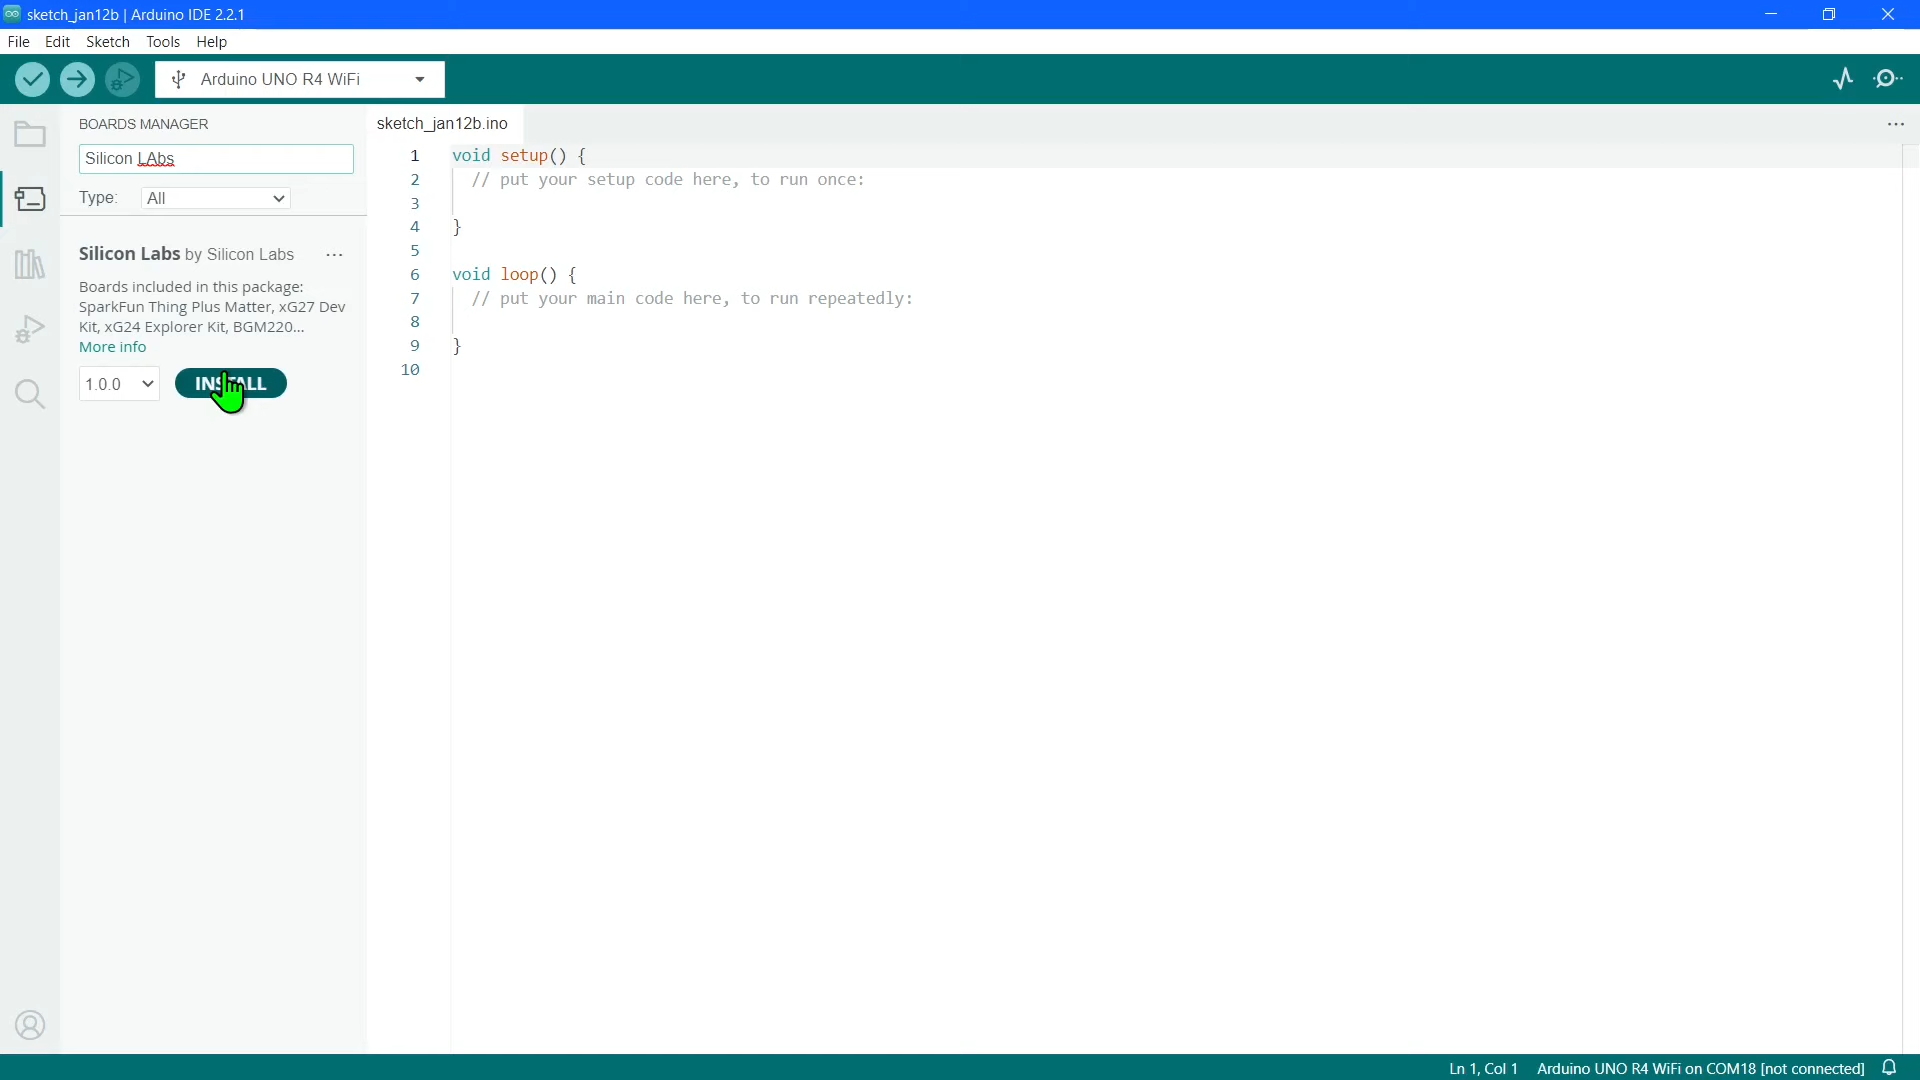 sketch_jan12b | Arduino IDE 2.2.1
File Edit Sketch Tools Help
Arduino UNO R4 WiFi
BOARDS MANAGER
Silicon LAbs
Type: All
Silicon Labs by Silicon Labs ...
Boards included in this package:
SparkFun Thing Plus Matter, xG27 Dev
Kit, xG24 Explorer Kit, BGM220...
More info
1.0.0 INSTALL
sketch_jan12b.ino ...
1 void setup() {
2 // put your setup code here, to run once:
3
4 }
5
6 void loop() {
7 // put your main code here, to run repeatedly:
8
9 }
10
Ln 1, Col 1 Arduino UNO R4 WiFi on COM18 [not connected]